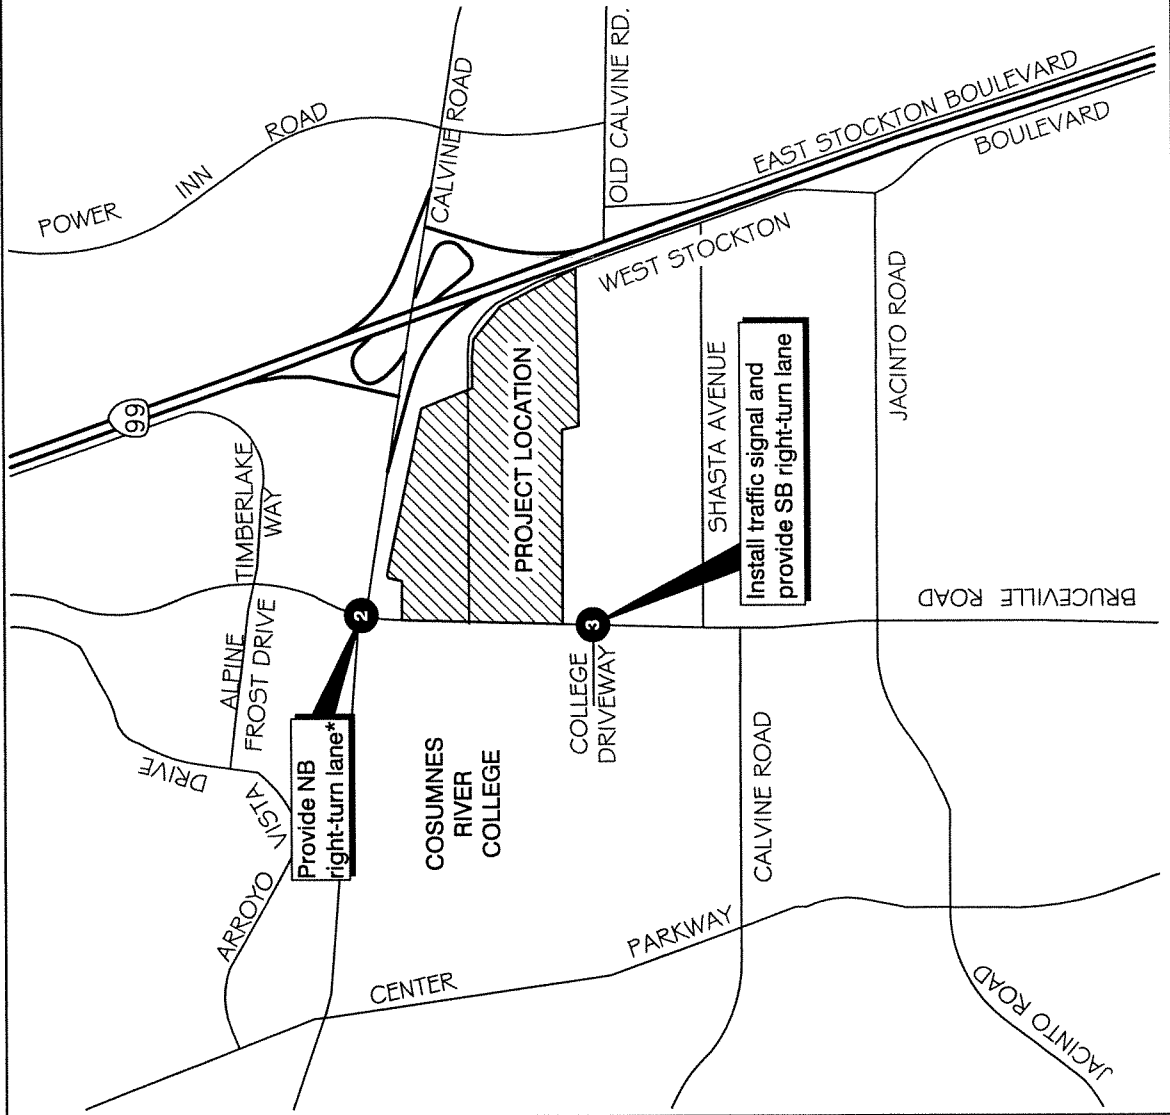 POWER
INN
ROAD
CALVINE ROAD
OLD CALVINE RD.
EAST STOCKTON BOULEVARD
BOULEVARD
WEST STOCKTON
99
TIMBERLAKE
WAY
ALPINE
FROST DRIVE
DRIVE
VISTA
ARROYO
2
Provide NB
right-turn lane*
PROJECT LOCATION
COSUMNES
RIVER
COLLEGE
COLLEGE
DRIVEWAY
3
Install traffic signal and
provide SB right-turn lane
SHASTA AVENUE
JACINTO ROAD
BRUCEVILLE ROAD
CALVINE ROAD
CENTER
PARKWAY
JACINTO ROAD